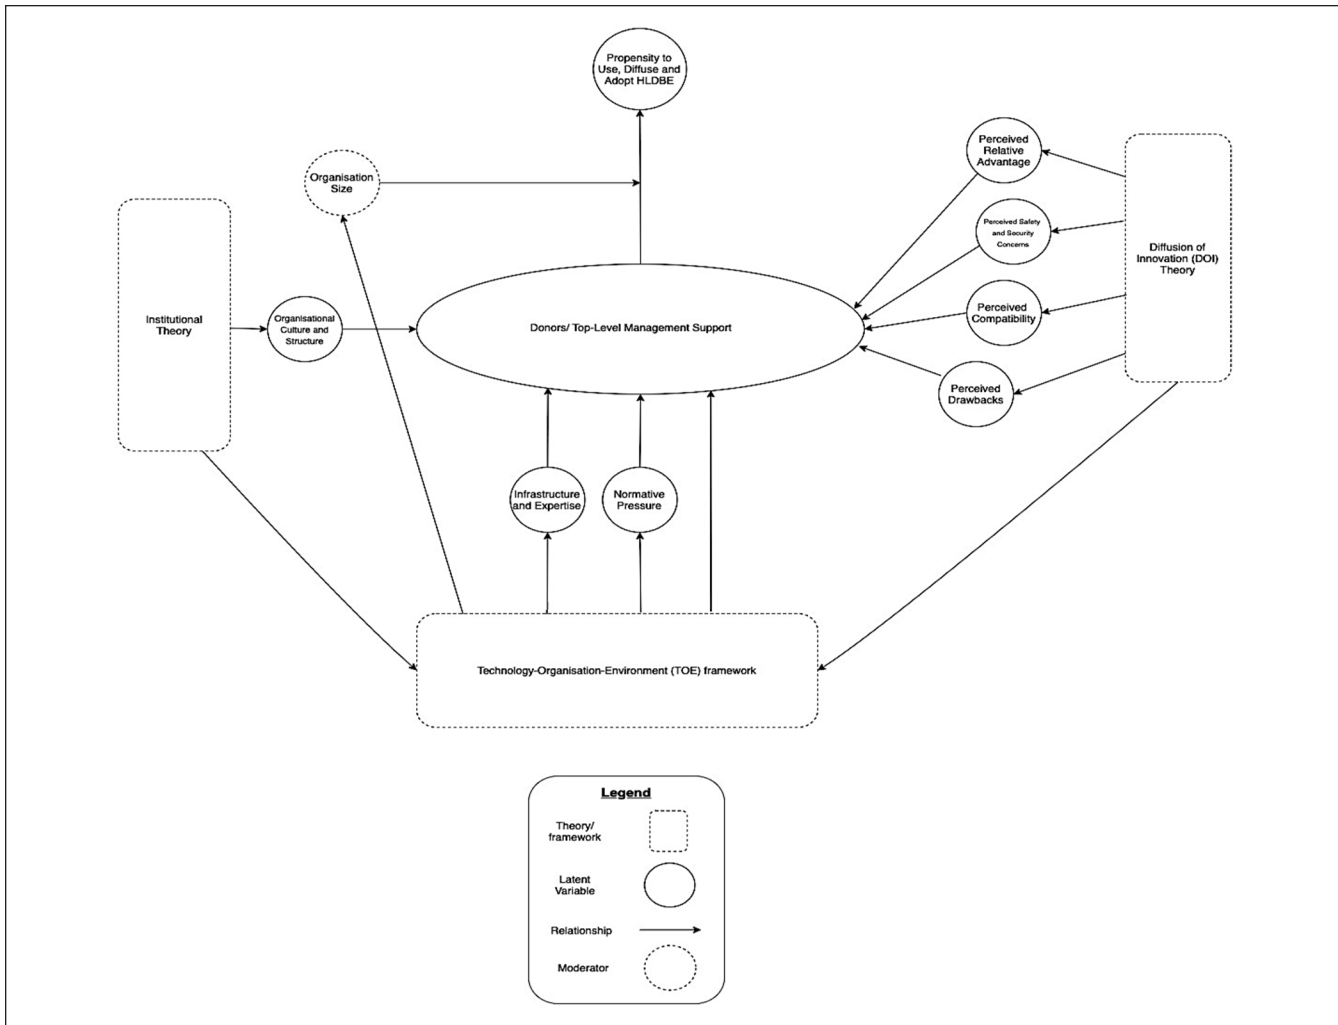 Propensity to
Use, Diffuse and
Adopt HLDBE
Perceived
Relative
Advantage
Organisation
Size
Perceived Safety
and Security
Concerns
Diffusion of
Innovation (DOI)
Theory
Institutional
Theory
Organisational
Culture and
Structure
Donors/ Top-Level Management Support
Perceived
Compatibility
Perceived
Drawbacks
Infrastructure
and Expertise
Normative
Pressure
Technology-Organisation-Environment (TOE) framework
Legend
Theory/
framework
Latent
Variable
Relationship
Moderator